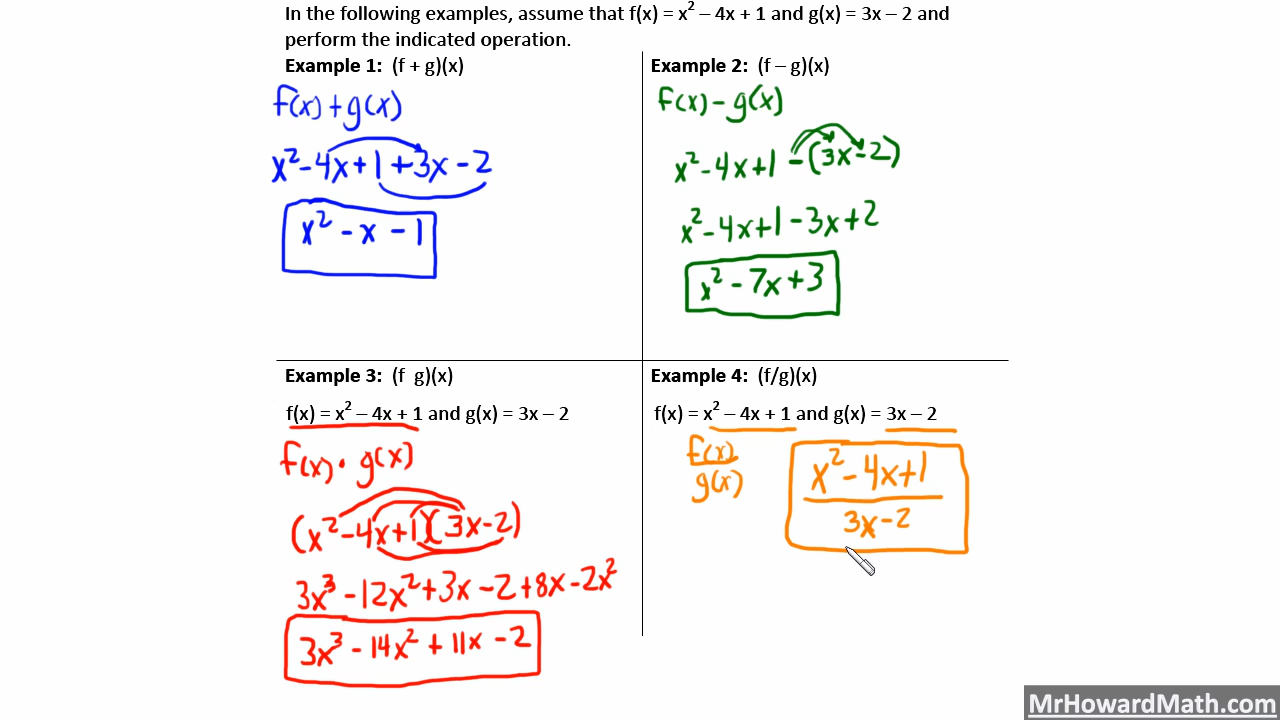 In the following examples, assume that f(x) = x² – 4x + 1 and g(x) = 3x – 2 and
perform the indicated operation.
Example 1: (f + g)(x)
f(x) + g(x)
x² - 4x + 1 + 3x - 2
x² - x - 1
Example 2: (f – g)(x)
f(x) - g(x)
x² - 4x + 1 - (3x - 2)
x² - 4x + 1 - 3x + 2
x² - 7x + 3
Example 3: (f g)(x)
f(x) = x² – 4x + 1 and g(x) = 3x – 2
f(x) • g(x)
(x² - 4x + 1)(3x - 2)
3x³ - 12x² + 3x - 2 + 8x - 2x²
3x³ - 14x² + 11x - 2
Example 4: (f/g)(x)
f(x) = x² – 4x + 1 and g(x) = 3x – 2
f(x)
g(x)
x² - 4x + 1
3x - 2
MrHowardMath.com